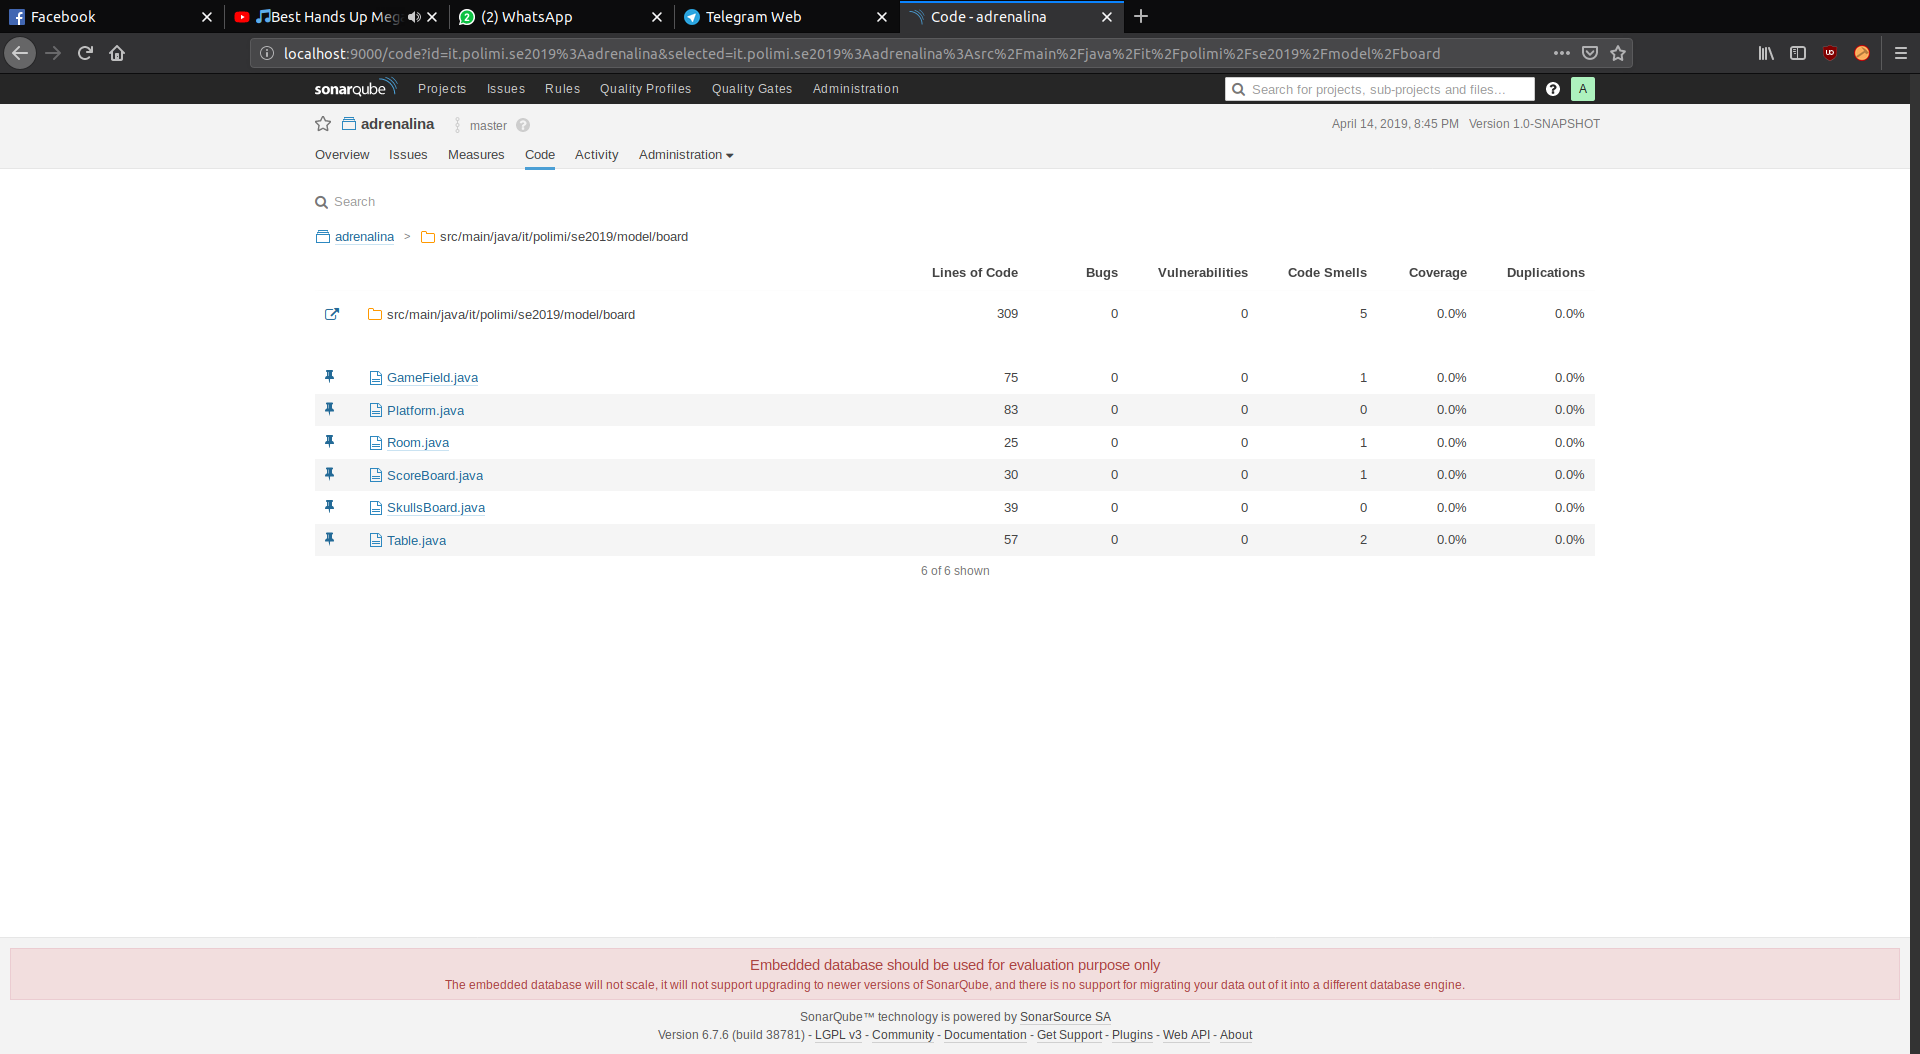 Facebook
Best Hands Up Meg
(2) WhatsApp
Telegram Web
Code - adrenalina
localhost:9000/code?id=it.polimi.se2019%3Aadrenalina&selected=it.polimi.se2019%3Aadrenalina%3Asrc%2Fmain%2Fjava%2Fit%2Fpolimi%2Fse2019%2Fmodel%2Fboard
sonarqube Projects Issues Rules Quality Profiles Quality Gates Administration Search for projects, sub-projects and files... ? A
adrenalina master ? April 14, 2019, 8:45 PM Version 1.0-SNAPSHOT
Overview Issues Measures Code Activity Administration
Search
adrenalina > src/main/java/it/polimi/se2019/model/board
Lines of Code Bugs Vulnerabilities Code Smells Coverage Duplications
src/main/java/it/polimi/se2019/model/board 309 0 0 5 0.0% 0.0%
GameField.java 75 0 0 1 0.0% 0.0%
Platform.java 83 0 0 0 0.0% 0.0%
Room.java 25 0 0 1 0.0% 0.0%
ScoreBoard.java 30 0 0 1 0.0% 0.0%
SkullsBoard.java 39 0 0 0 0.0% 0.0%
Table.java 57 0 0 2 0.0% 0.0%
6 of 6 shown
Embedded database should be used for evaluation purpose only
The embedded database will not scale, it will not support upgrading to newer versions of SonarQube, and there is no support for migrating your data out of it into a different database engine.
SonarQube™ technology is powered by SonarSource SA
Version 6.7.6 (build 38781) - LGPL v3 - Community - Documentation - Get Support - Plugins - Web API - About